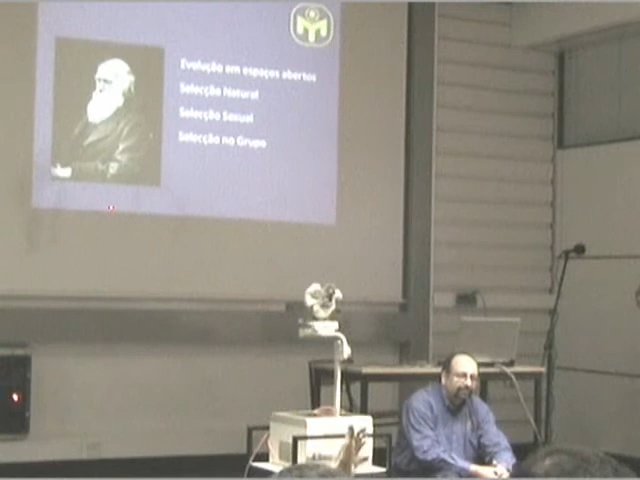 Evolução em espaços abertos
Selecção Natural
Selecção Sexual
Selecção no Grupo